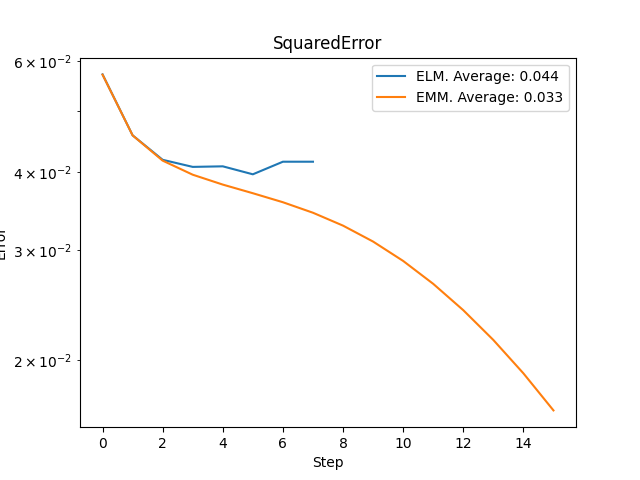 SquaredError
6 × 10⁻²
4 × 10⁻²
3 × 10⁻²
2 × 10⁻²
Error
ELM. Average: 0.044
EMM. Average: 0.033
0 2 4 6 8 10 12 14
Step